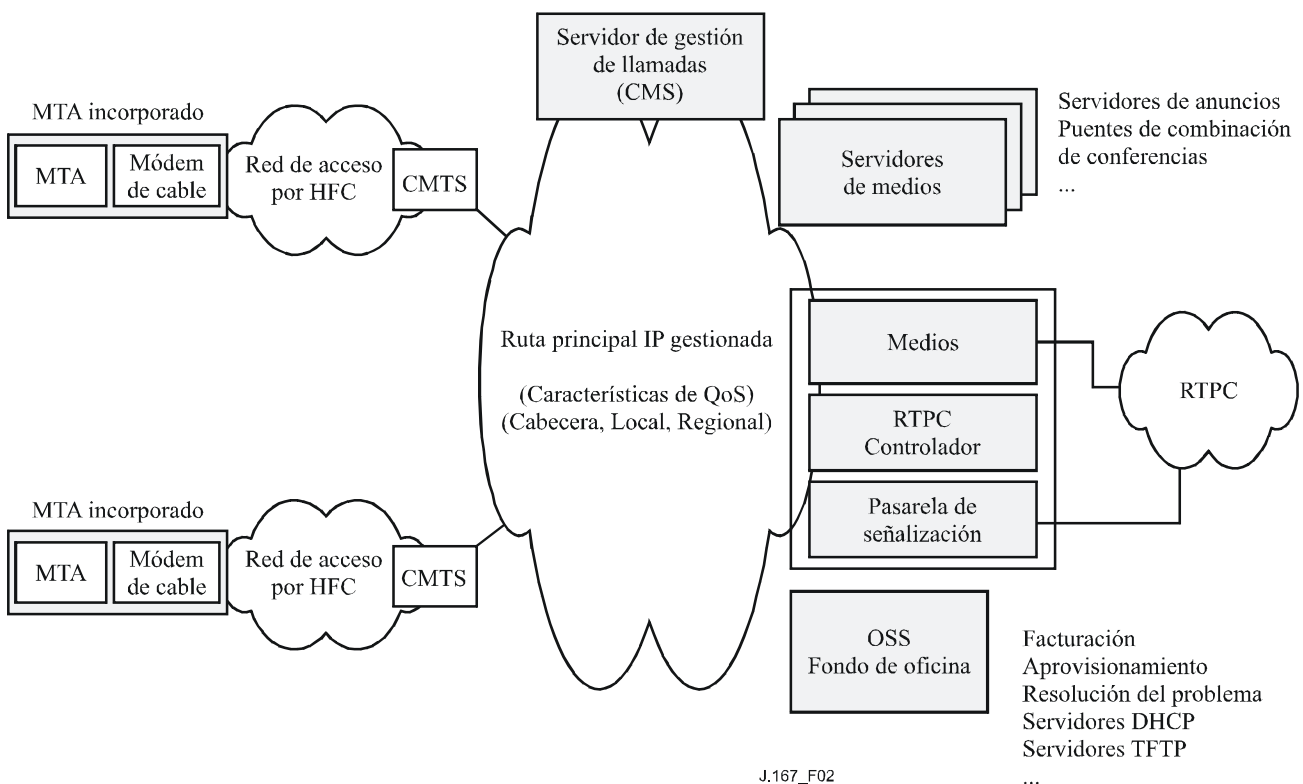 Servidor de gestión
de llamadas
(CMS)
MTA incorporado
MTA
Módem
de cable
Red de acceso
por HFC
CMTS
Servidores
de medios
Servidores de anuncios
Puentes de combinación
de conferencias
...
Ruta principal IP gestionada
(Características de QoS)
(Cabecera, Local, Regional)
Medios
RTPC
Controlador
Pasarela de
señalización
RTPC
MTA incorporado
MTA
Módem
de cable
Red de acceso
por HFC
CMTS
OSS
Fondo de oficina
Facturación
Aprovisionamiento
Resolución del problema
Servidores DHCP
Servidores TFTP
...
J.167_F02